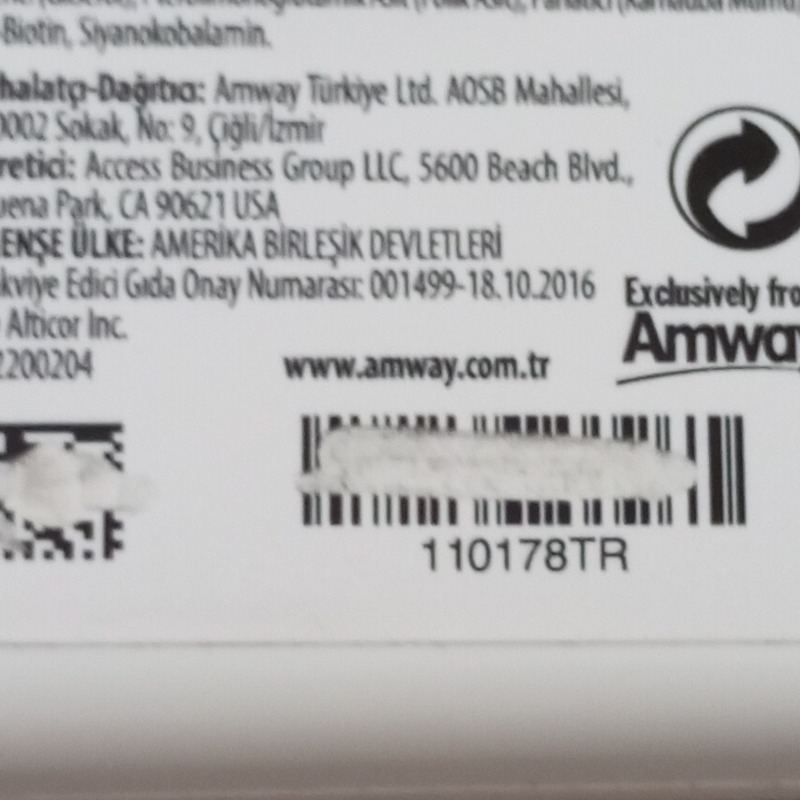 -Biotin, Siyanokobalamin.
halatçı-Dağıtıcı: Amway Türkiye Ltd. AOSB Mahallesi,
0002 Sokak, No: 9, Çiğli/İzmir
retici: Access Business Group LLC, 5600 Beach Blvd.,
uena Park, CA 90621 USA
ENŞE ÜLKE: AMERİKA BİRLEŞİK DEVLETLERİ
kviye Edici Gıda Onay Numarası: 001499-18.10.2016
Exclusively fro
Alticor Inc.
Amway
2200204
www.amway.com.tr
110178TR